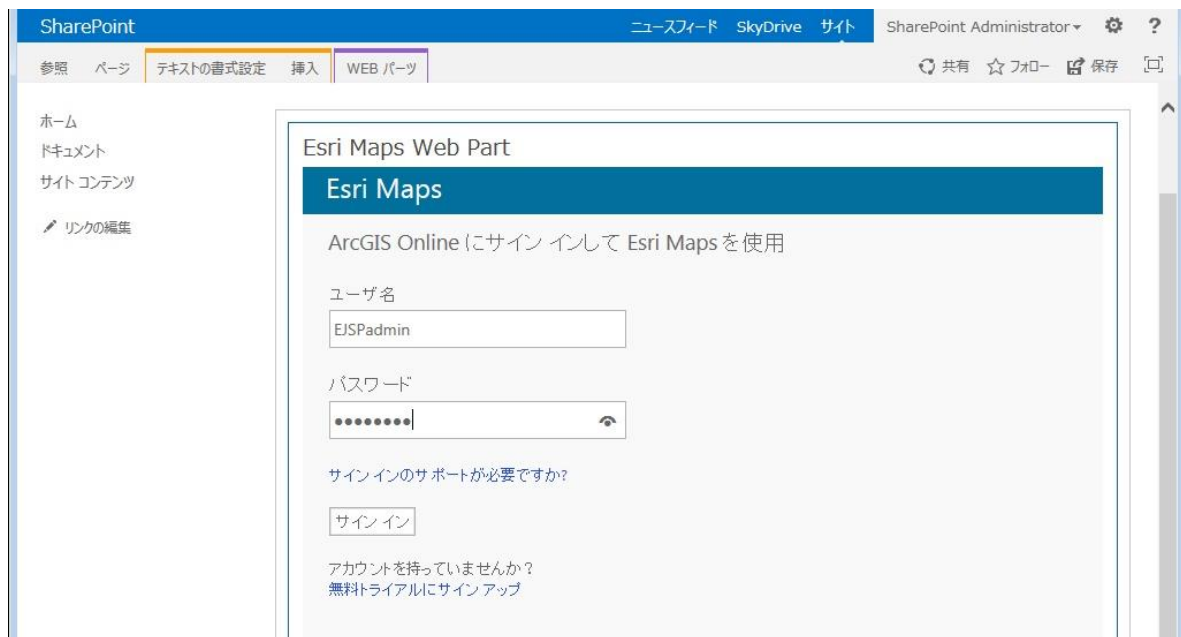 SharePoint ニュースフィード SkyDrive サイト SharePoint Administrator ?
参照 ページ テキストの書式設定 挿入 WEB パーツ 共有 フォロー 保存
ホーム
ドキュメント
サイト コンテンツ
リンクの編集
Esri Maps Web Part
Esri Maps
ArcGIS Online にサイン インして Esri Maps を使用
ユーザ名
EJSPadmin
パスワード
••••••••
サイン インのサポートが必要ですか?
サイン イン
アカウントを持っていませんか？
無料トライアルにサイン アップ